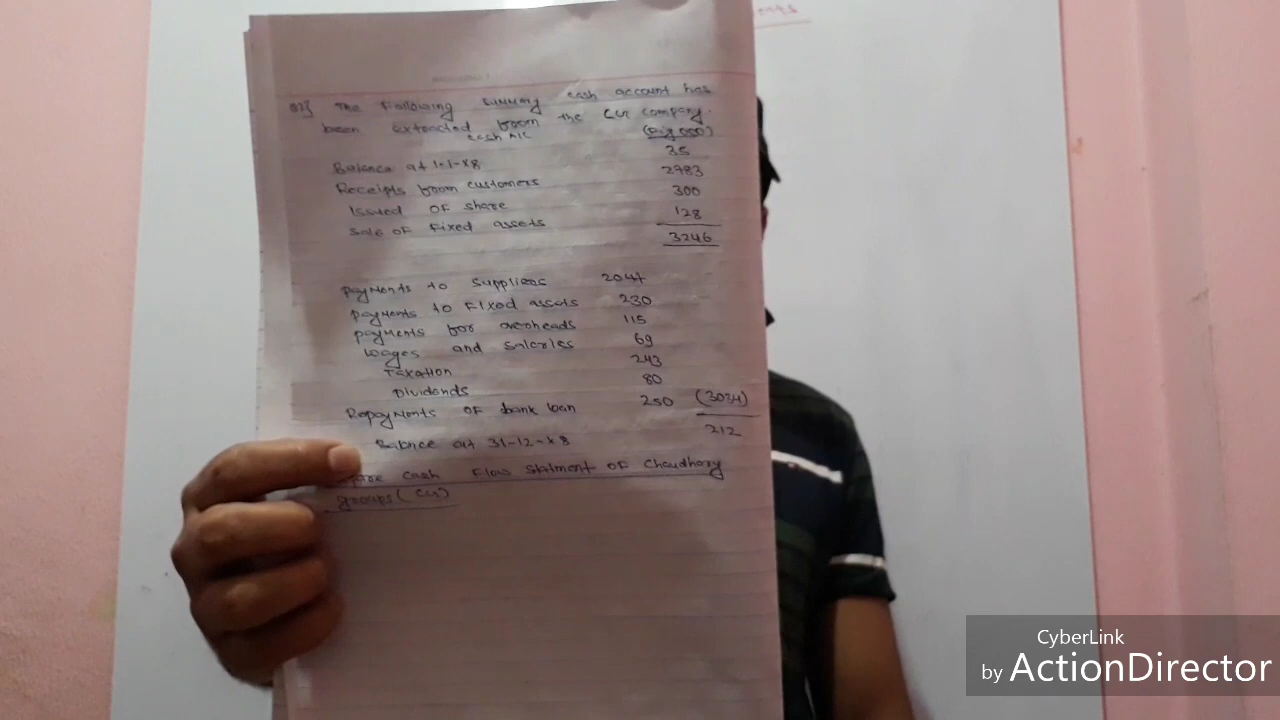 Q2} The Following summary cash account has
been extracted from the CG company.
cash A/C (Fig 000)
Balance at 1-1-x8 35
Receipts from customers 2783
Issued of share 300
Sale of Fixed assets 128
3246
payments to suppliers 2047
payments to Fixed assets 230
payments for overheads 115
wages and salaries 69
Taxation 243
Dividends 80
Repayments of bank loan 250 (3034)
Balance at 31-12-x8 212
cash Flow statment of Choudhory
groups (CG)
CyberLink
by ActionDirector